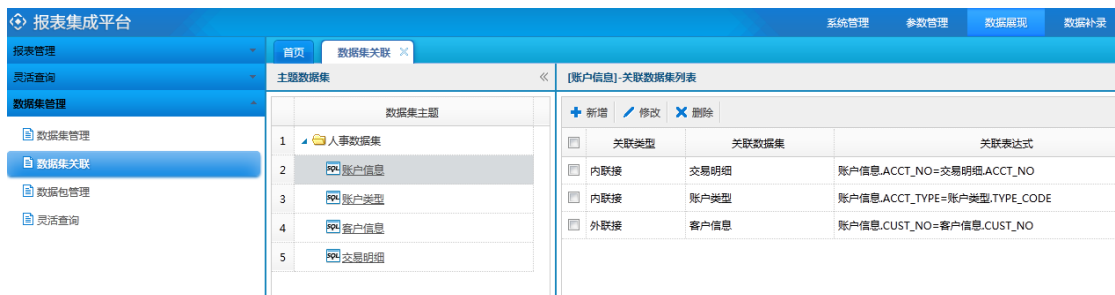 报表集成平台
系统管理 参数管理 数据展现 数据补录
报表管理
灵活查询
数据集管理
数据集管理
数据集关联
数据包管理
灵活查询
首页 数据集关联
主题数据集
数据集主题
1 人事数据集
2 SQL 账户信息
3 SQL 账户类型
4 SQL 客户信息
5 SQL 交易明细
[账户信息]-关联数据集列表
新增 修改 删除
关联类型 关联数据集 关联表达式
内联接 交易明细 账户信息.ACCT_NO=交易明细.ACCT_NO
内联接 账户类型 账户信息.ACCT_TYPE=账户类型.TYPE_CODE
外联接 客户信息 账户信息.CUST_NO=客户信息.CUST_NO